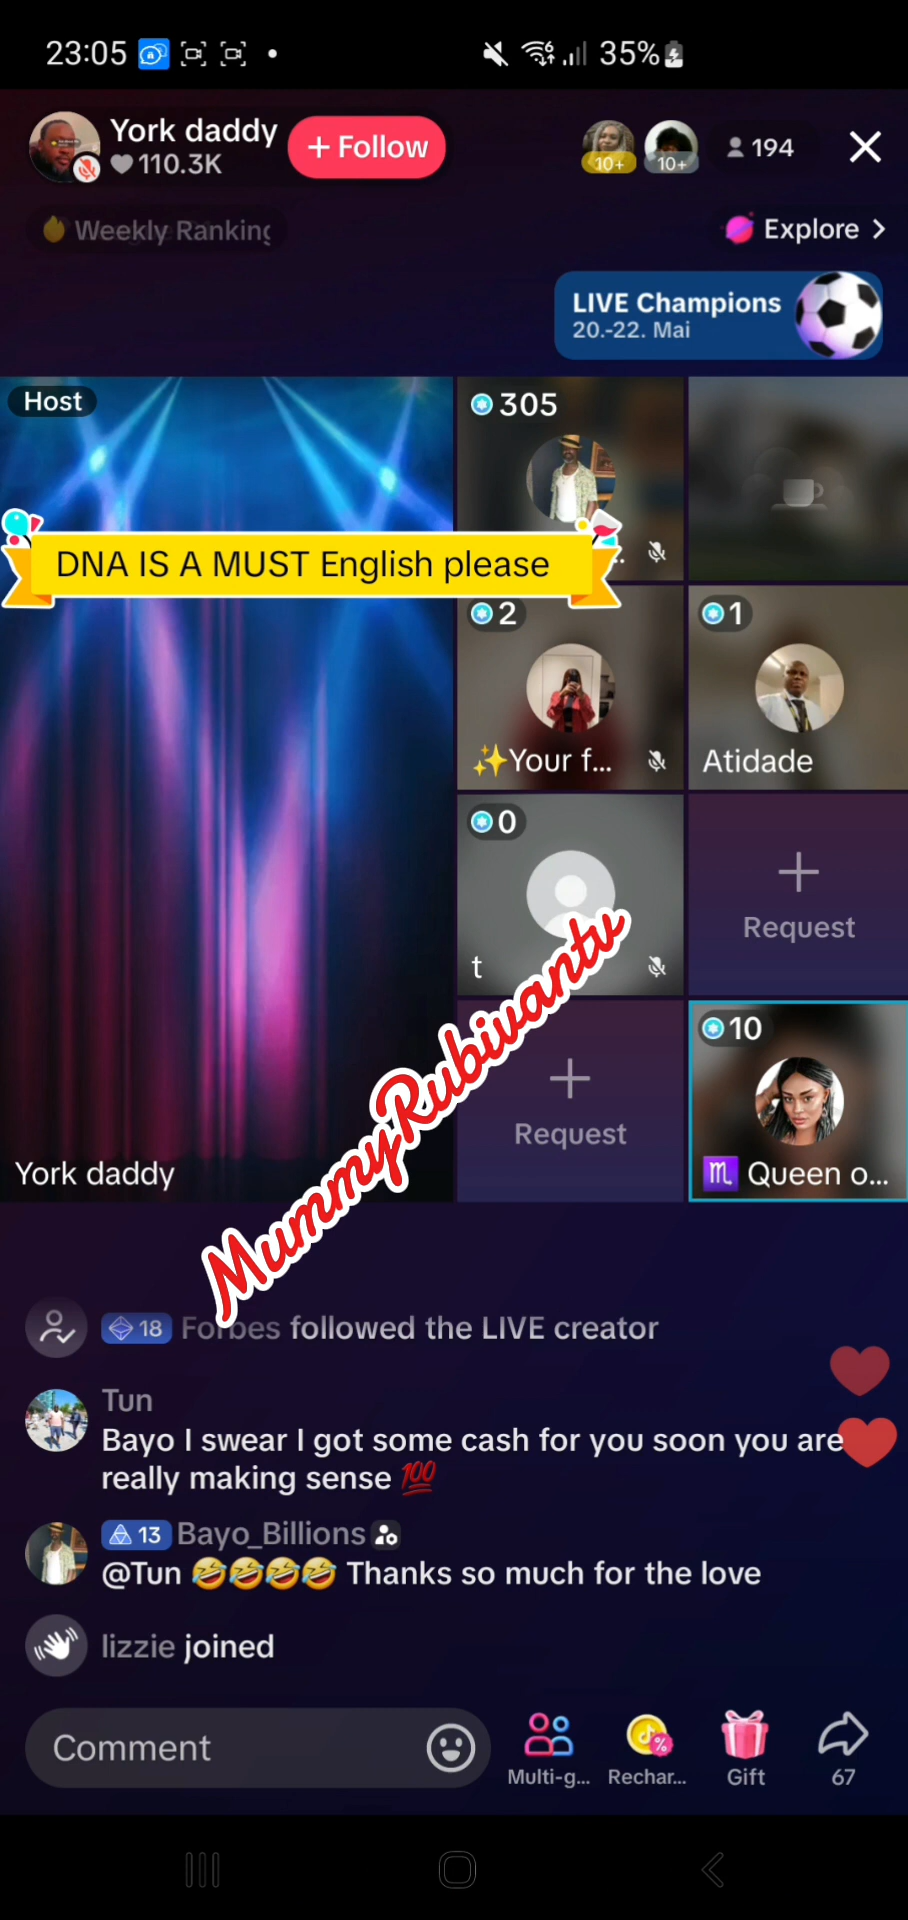 23:05
35%
York daddy
110.3K
+ Follow
10+
10+
194
Weekly Ranking
Explore >
LIVE Champions
20.-22. Mai
Host
305
DNA IS A MUST English please
2
1
✨Your f...
Atidade
0
Request
t
10
Request
York daddy
♏ Queen o...
MummyRubivantv
18 Forbes followed the LIVE creator
Tun
Bayo I swear I got some cash for you soon you are
really making sense 💯
13 Bayo_Billions
@Tun 🤣🤣🤣🤣 Thanks so much for the love
lizzie joined
Comment
Multi-g...
Rechar...
Gift
67